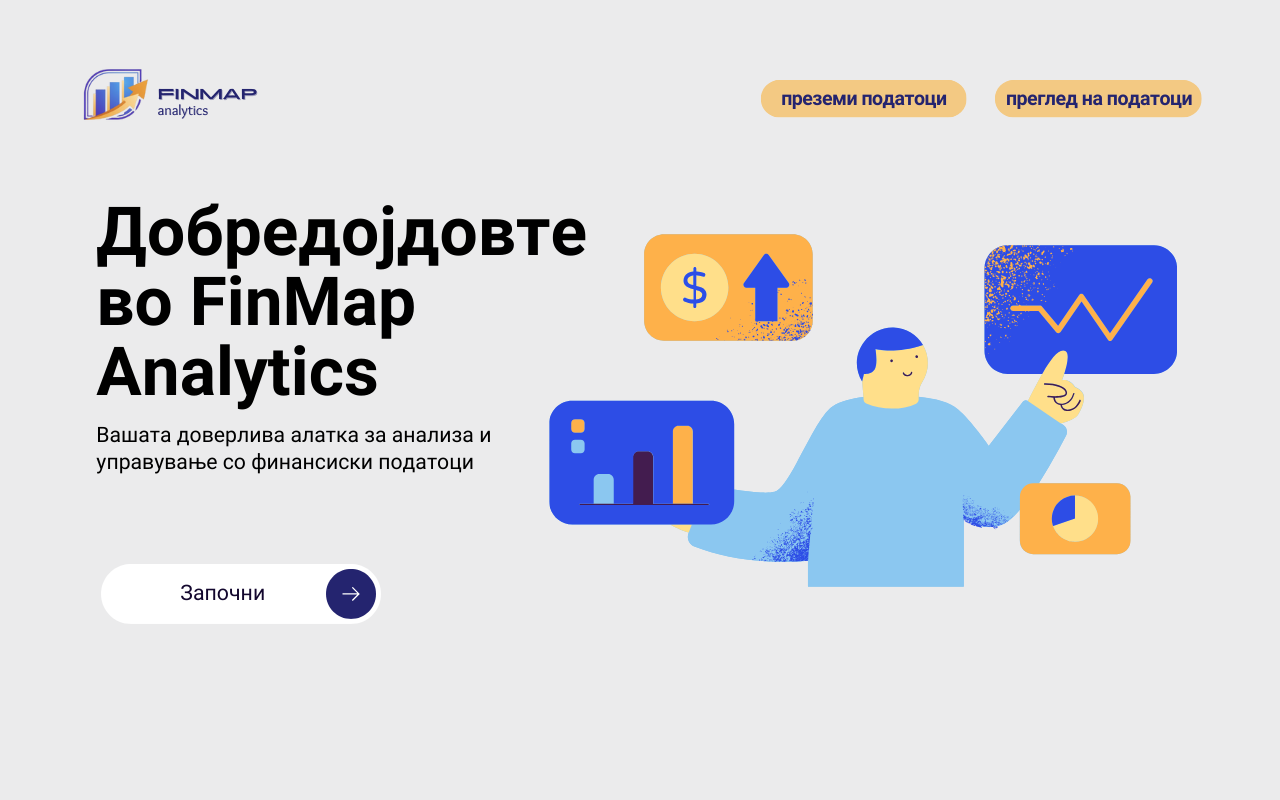 FINMAP
analytics
преземи податоци
преглед на податоци
Добредојдовте
во FinMap
Analytics
Вашата доверлива алатка за анализа и
управување со финансиски податоци
$
Започни